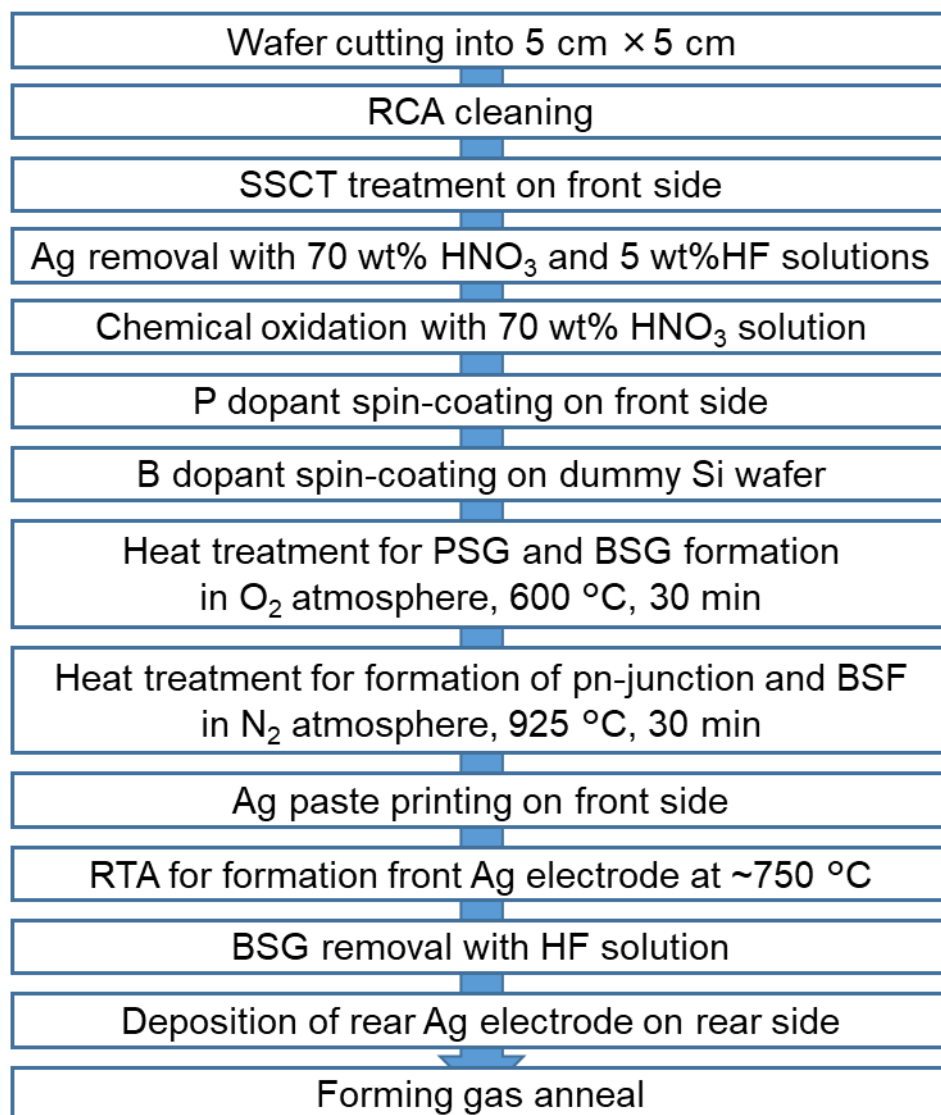 Wafer cutting into 5 cm × 5 cm
RCA cleaning
SSCT treatment on front side
Ag removal with 70 wt% HNO₃ and 5 wt%HF solutions
Chemical oxidation with 70 wt% HNO₃ solution
P dopant spin-coating on front side
B dopant spin-coating on dummy Si wafer
Heat treatment for PSG and BSG formation
in O₂ atmosphere, 600 °C, 30 min
Heat treatment for formation of pn-junction and BSF
in N₂ atmosphere, 925 °C, 30 min
Ag paste printing on front side
RTA for formation front Ag electrode at ~750 °C
BSG removal with HF solution
Deposition of rear Ag electrode on rear side
Forming gas anneal